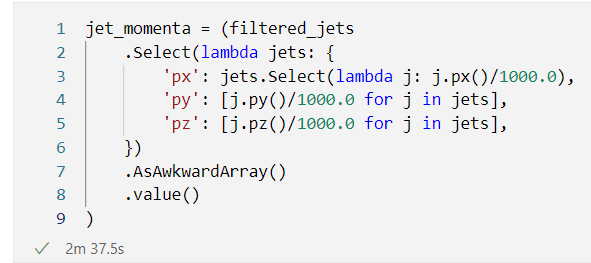 1 jet_momenta = (filtered_jets
2     .Select(lambda jets: {
3         'px': jets.Select(lambda j: j.px()/1000.0),
4         'py': [j.py()/1000.0 for j in jets],
5         'pz': [j.pz()/1000.0 for j in jets],
6     })
7     .AsAwkwardArray()
8     .value()
9 )
✓ 2m 37.5s